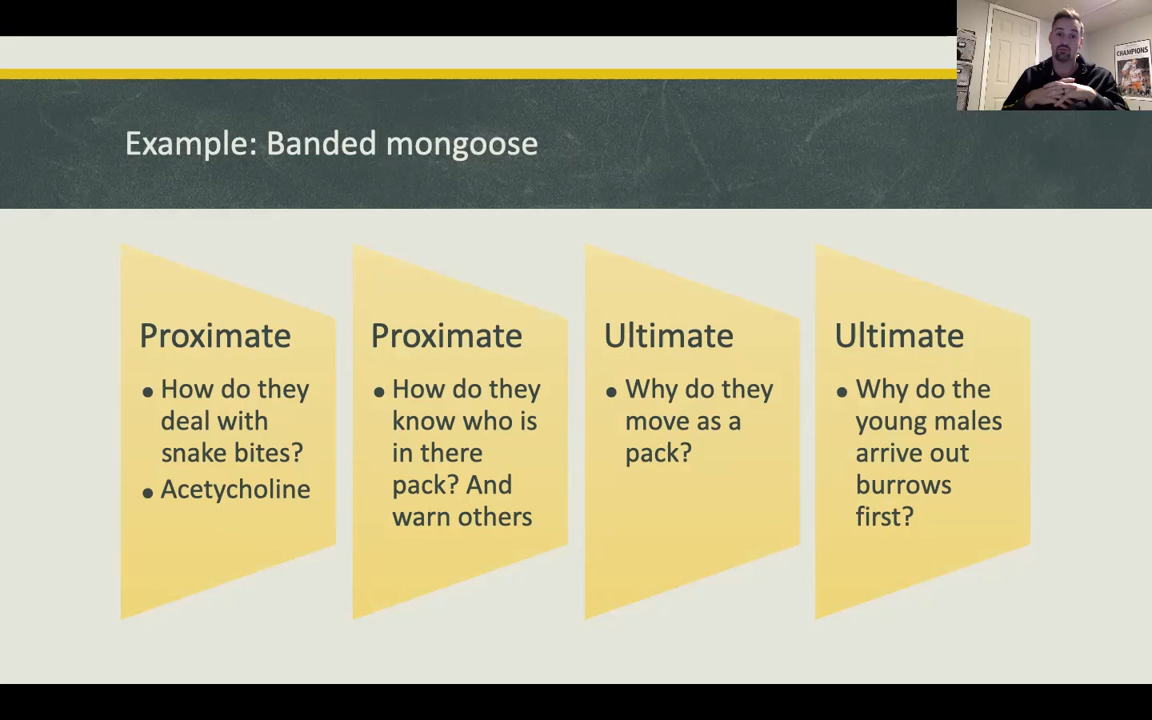 CHAMPIONS
Example: Banded mongoose
Proximate
• How do they
deal with
snake bites?
• Acetycholine
Proximate
• How do they
know who is
in there
pack? And
warn others
Ultimate
• Why do they
move as a
pack?
Ultimate
• Why do the
young males
arrive out
burrows
first?